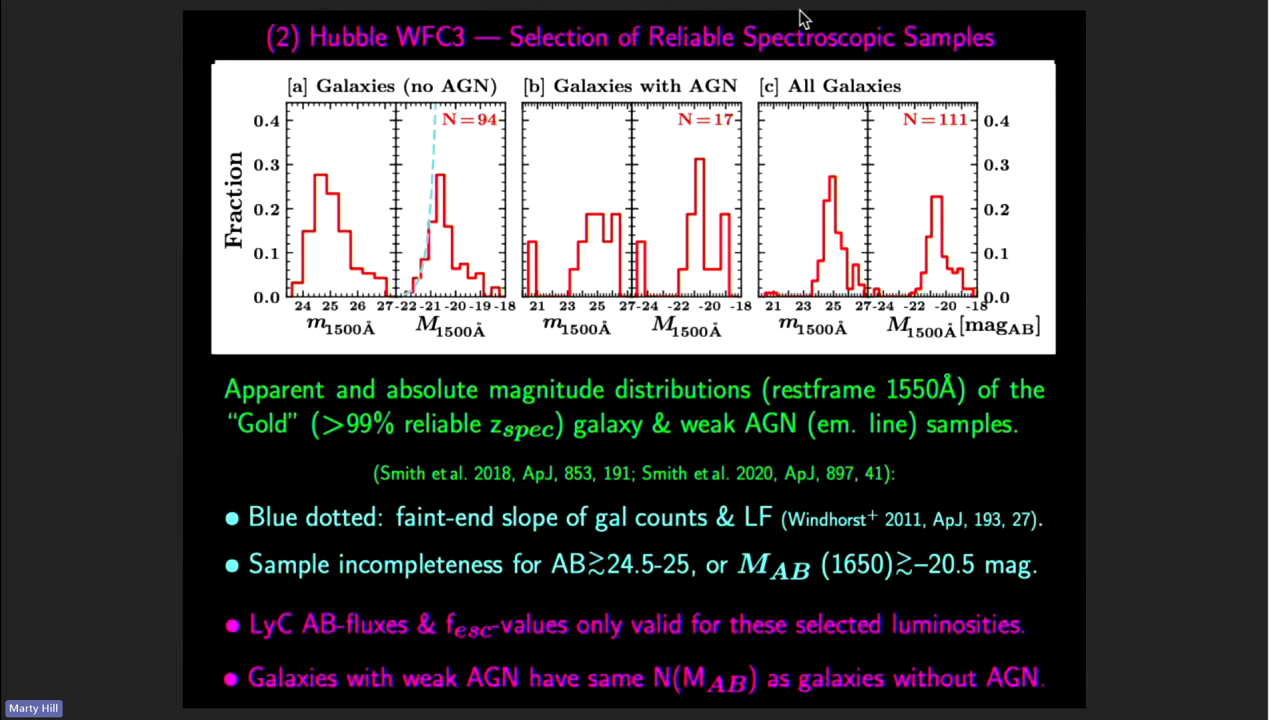 (2) Hubble WFC3 — Selection of Reliable Spectroscopic Samples
[a] Galaxies (no AGN)
[b] Galaxies with AGN
[c] All Galaxies
N=94
N=17
N=111
Fraction
0.4
0.3
0.2
0.1
0.0
0.4
0.3
0.2
0.1
0.0
24 25 26 27
-22 -21 -20 -19 -18
21 23 25 27
-24 -22 -20 -18
21 23 25 27
-24 -22 -20 -18
m1500Å
M1500Å
m1500Å
M1500Å
m1500Å
M1500Å[magAB]
Apparent and absolute magnitude distributions (restframe 1550Å) of the
“Gold” (>99% reliable zspec) galaxy & weak AGN (em. line) samples.
(Smith et al. 2018, ApJ, 853, 191; Smith et al. 2020, ApJ, 897, 41):
● Blue dotted: faint-end slope of gal counts & LF (Windhorst+ 2011, ApJ, 193, 27).
● Sample incompleteness for AB≳24.5-25, or MAB (1650)≳–20.5 mag.
● LyC AB-fluxes & fesc-values only valid for these selected luminosities.
● Galaxies with weak AGN have same N(MAB) as galaxies without AGN.
Marty Hill